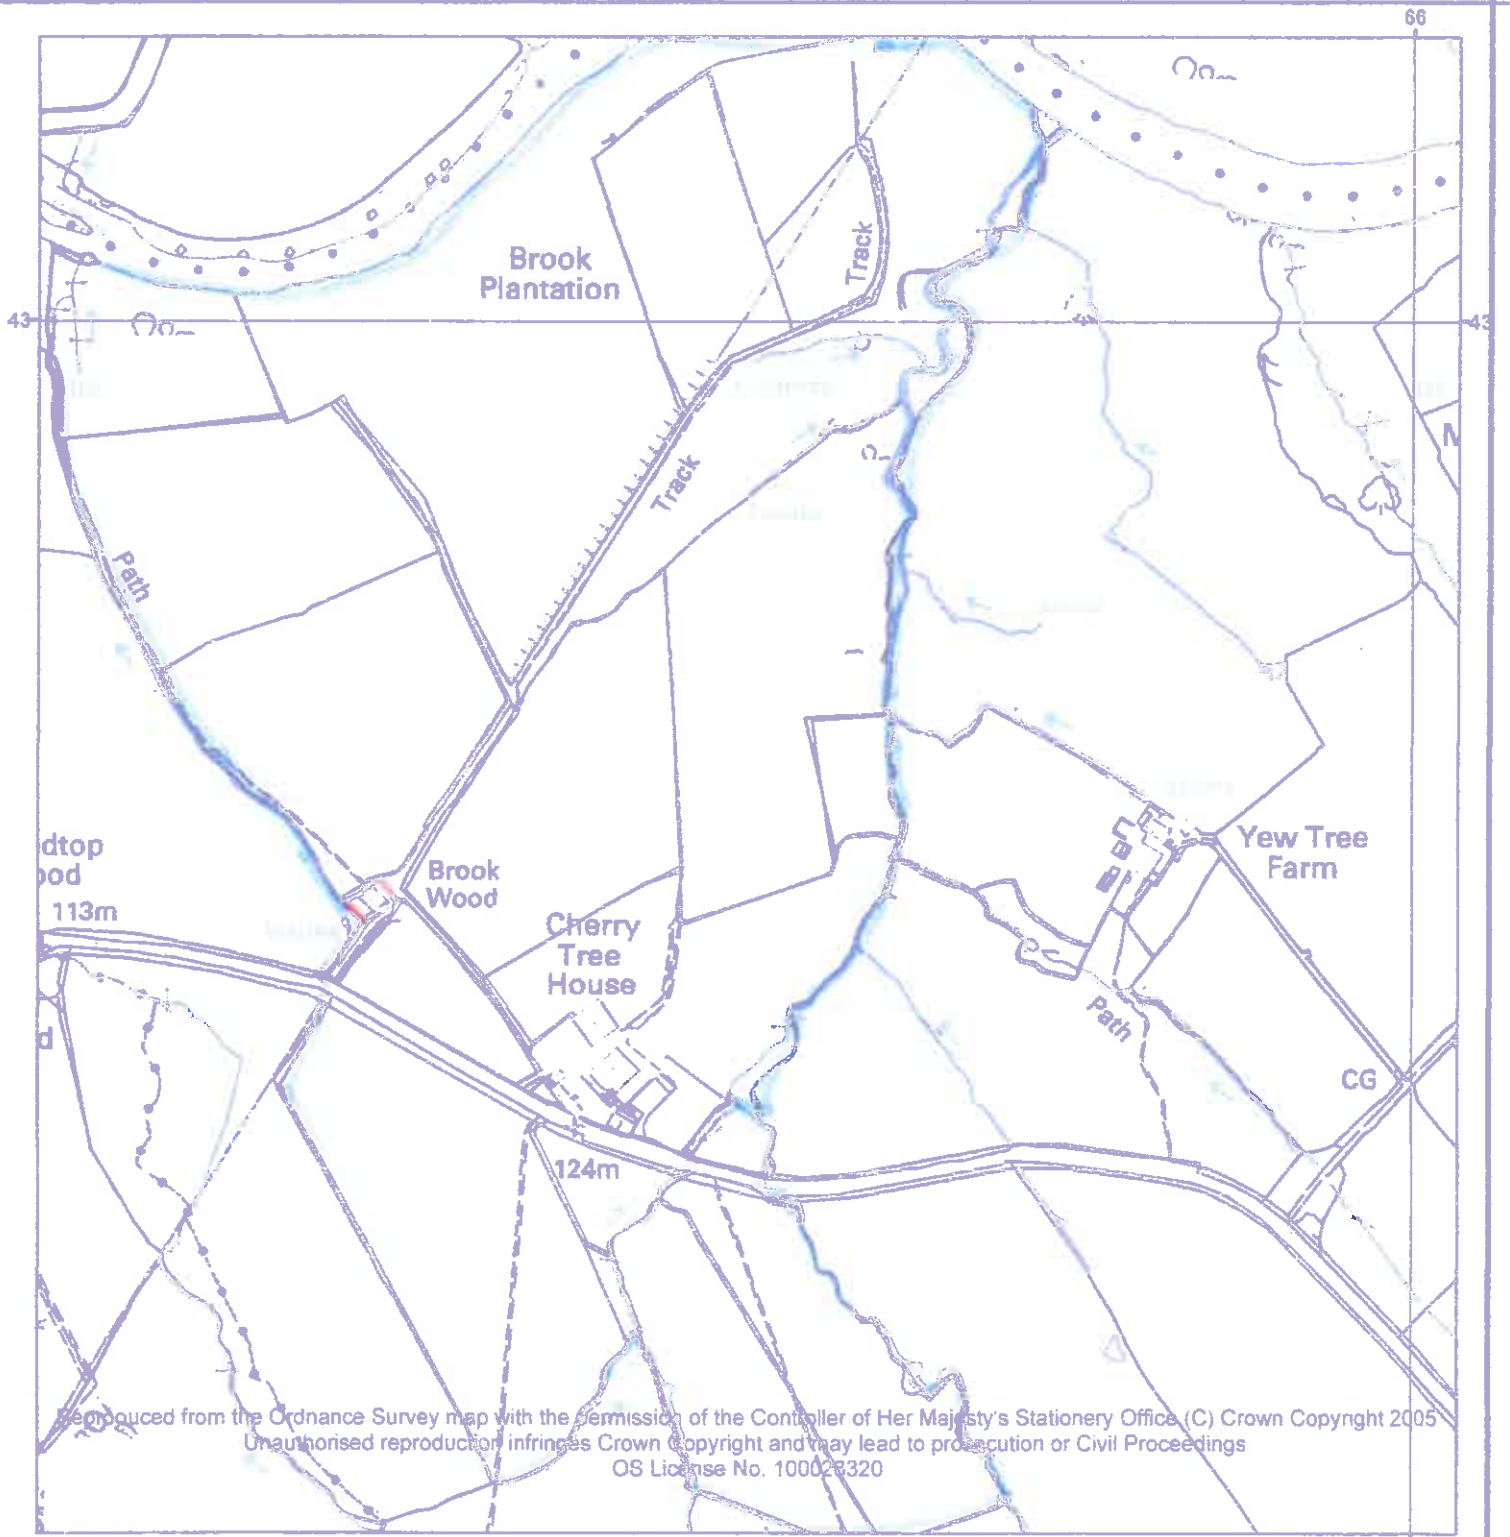 66
Brook
Plantation
Track
43
43
Track
Path
M
dtop
ood
113m
Brook
Wood
Yew Tree
Farm
Cherry
Tree
House
d
Path
CG
124m
Reproduced from the Ordnance Survey map with the permission of the Controller of Her Majesty's Stationery Office (C) Crown Copyright 2005
Unauthorised reproduction infringes Crown Copyright and may lead to prosecution or Civil Proceedings
OS License No. 100028320